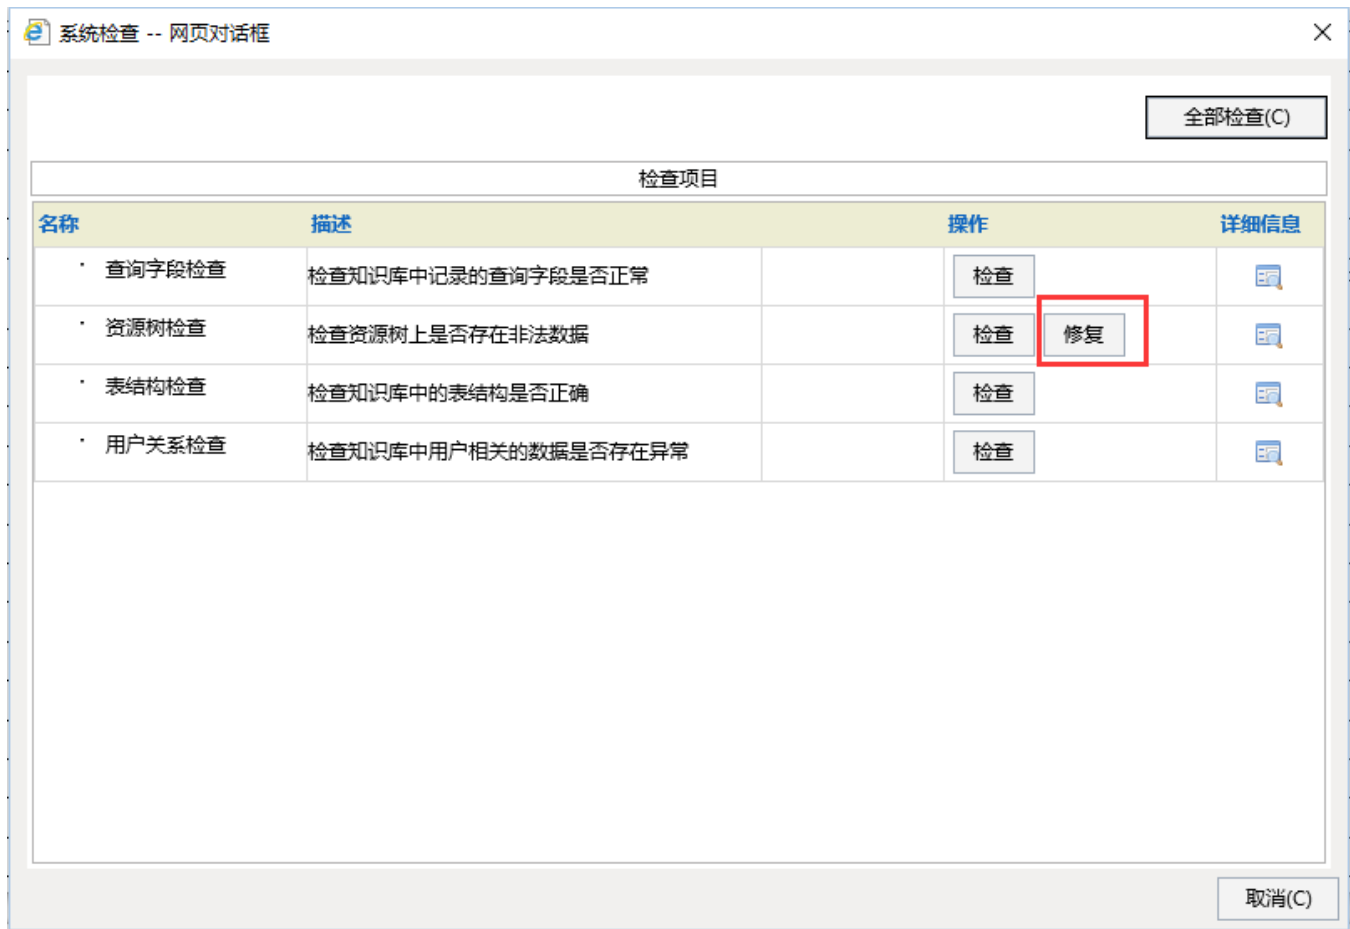 系统检查 -- 网页对话框
全部检查(C)
检查项目
名称 描述 操作 详细信息
· 查询字段检查 检查知识库中记录的查询字段是否正常 检查
· 资源树检查 检查资源树上是否存在非法数据 检查 修复
· 表结构检查 检查知识库中的表结构是否正确 检查
· 用户关系检查 检查知识库中用户相关的数据是否存在异常 检查
取消(C)